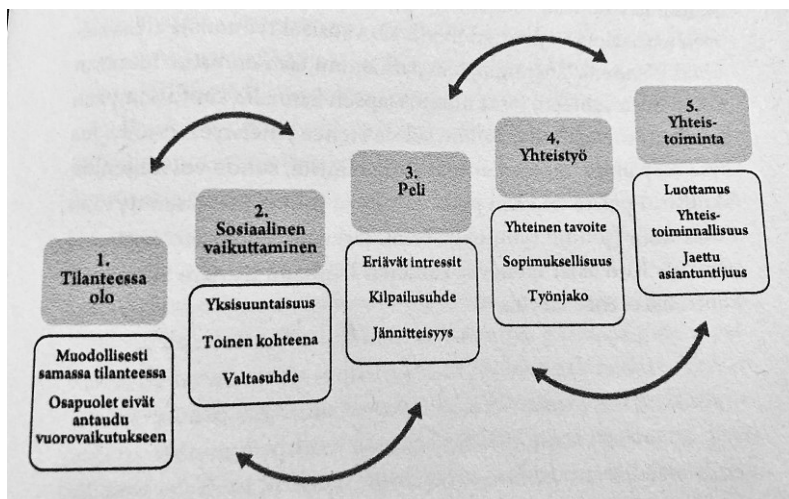 1.
Tilanteessa
olo
Muodollisesti
samassa tilanteessa
Osapuolet eivät
antaudu
vuorovaikutukseen
2.
Sosiaalinen
vaikuttaminen
Yksisuuntaisuus
Toinen kohteena
Valtasuhde
3.
Peli
Eriävät intressit
Kilpailusuhde
Jännitteisyys
4.
Yhteistyö
Yhteinen tavoite
Sopimuksellisuus
Työnjako
5.
Yhteis-
toiminta
Luottamus
Yhteis-
toiminnallisuus
Jaettu
asiantuntijuus